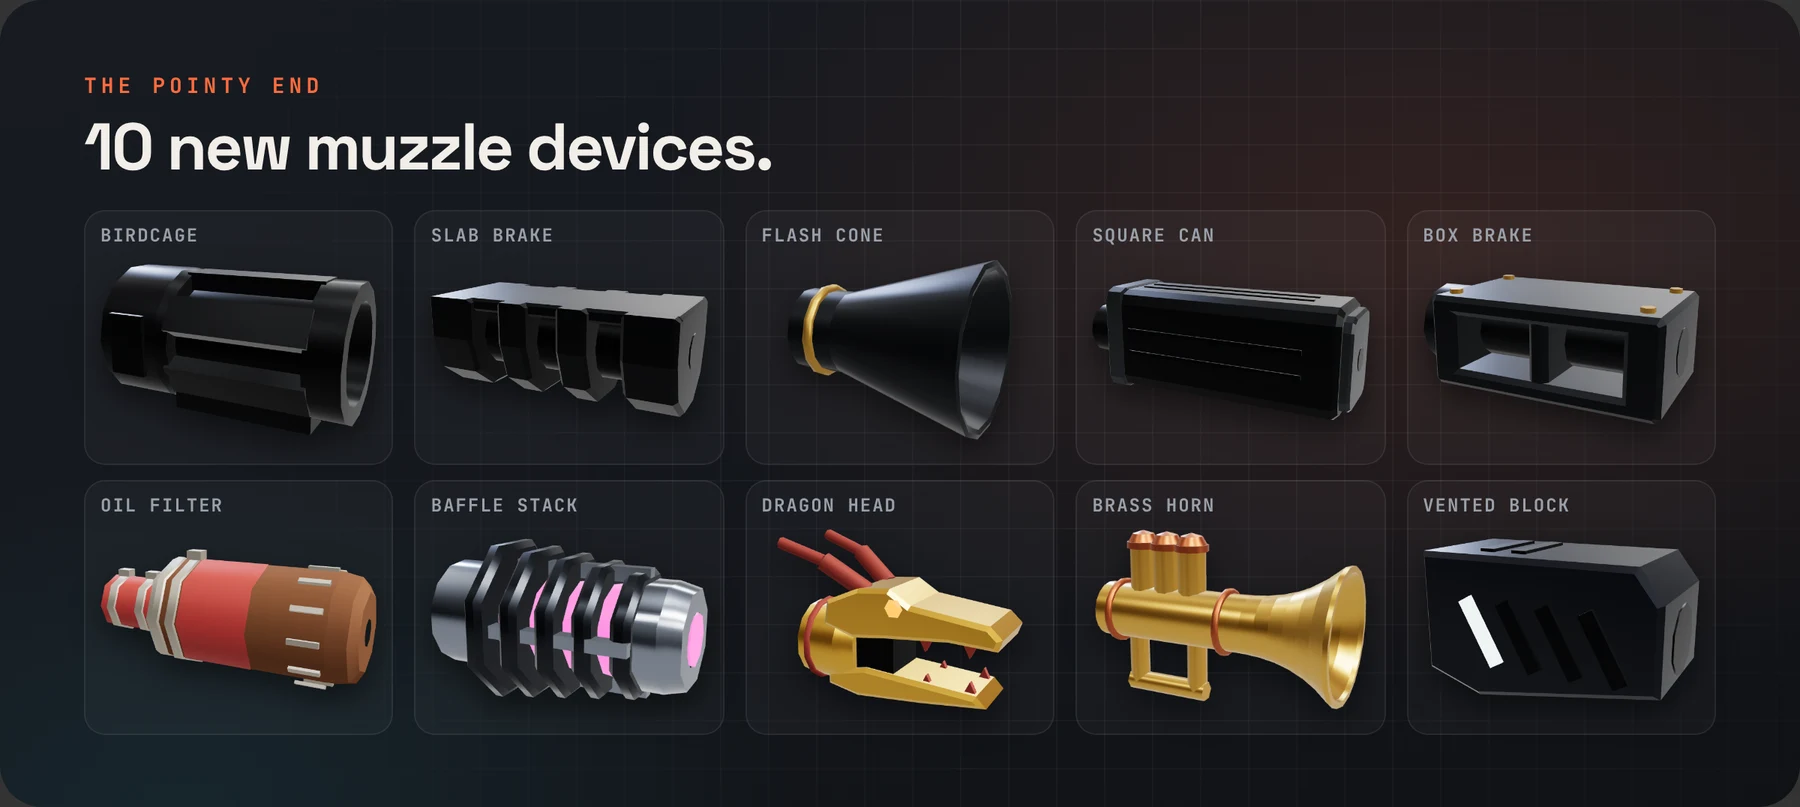 THE POINTY END
10 new muzzle devices.
BIRDCAGE
SLAB BRAKE
FLASH CONE
SQUARE CAN
BOX BRAKE
OIL FILTER
BAFFLE STACK
DRAGON HEAD
BRASS HORN
VENTED BLOCK